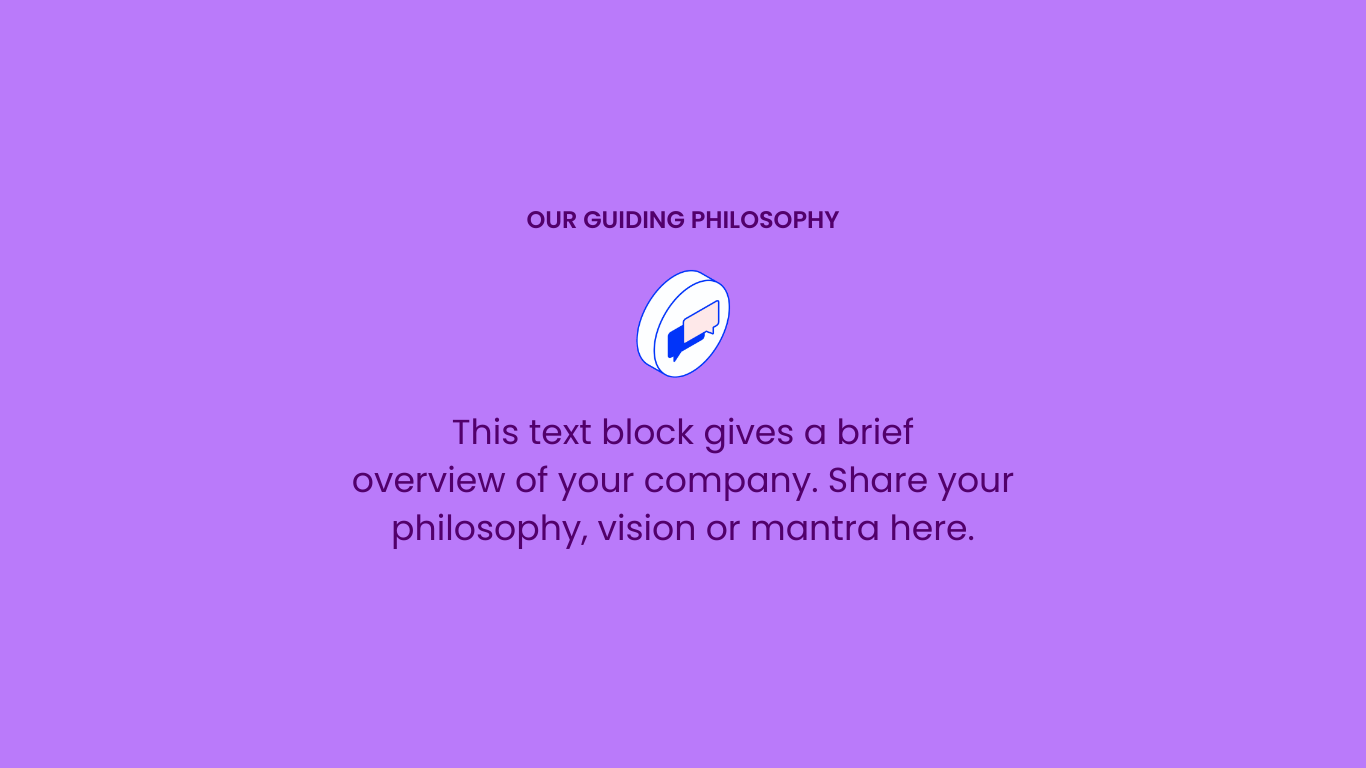 OUR GUIDING PHILOSOPHY
This text block gives a brief
overview of your company. Share your
philosophy, vision or mantra here.